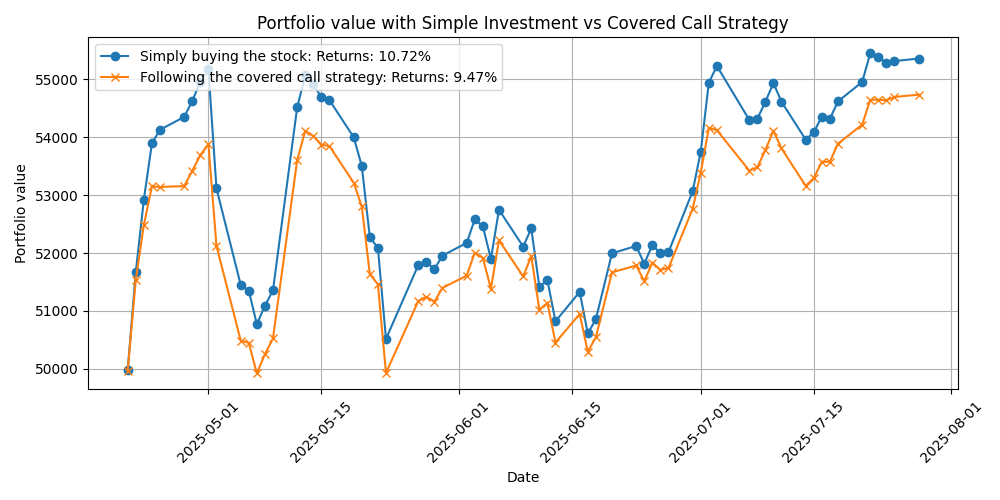 Portfolio value with Simple Investment vs Covered Call Strategy
Simply buying the stock: Returns: 10.72%
Following the covered call strategy: Returns: 9.47%
Portfolio value
55000
54000
53000
52000
51000
50000
2025-05-01
2025-05-15
2025-06-01
2025-06-15
2025-07-01
2025-07-15
2025-08-01
Date